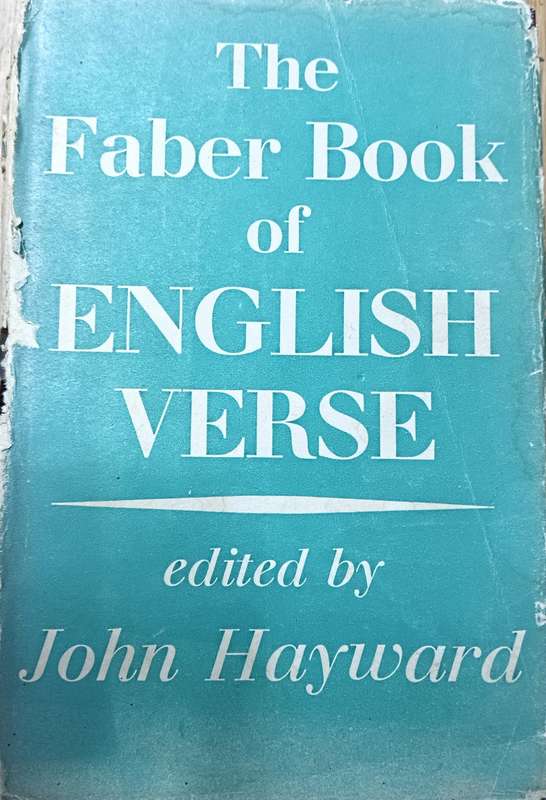 The
Faber Book
of
ENGLISH
VERSE
edited by
John Hayward